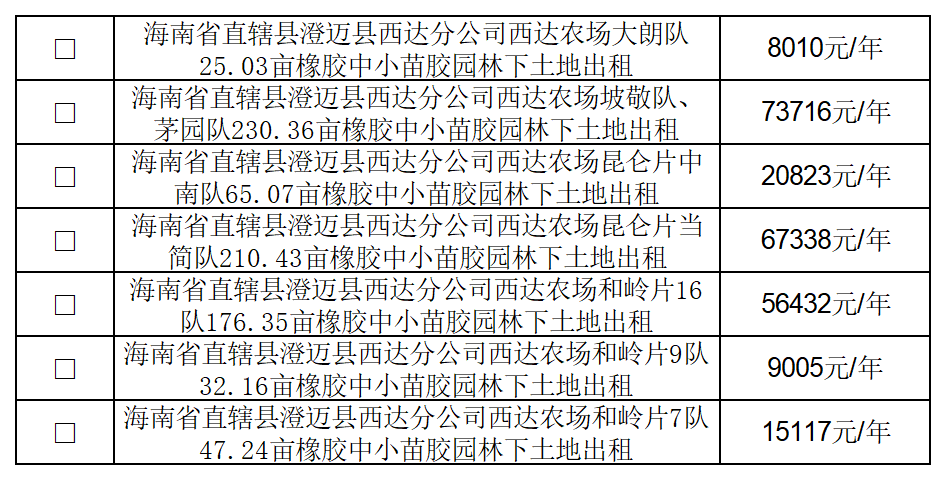 □
海南省直辖县澄迈县西达分公司西达农场大朗队
25.03亩橡胶中小苗胶园林下土地出租
8010元/年
□
海南省直辖县澄迈县西达分公司西达农场坡敬队、
茅园队230.36亩橡胶中小苗胶园林下土地出租
73716元/年
□
海南省直辖县澄迈县西达分公司西达农场昆仑片中
南队65.07亩橡胶中小苗胶园林下土地出租
20823元/年
□
海南省直辖县澄迈县西达分公司西达农场昆仑片当
简队210.43亩橡胶中小苗胶园林下土地出租
67338元/年
□
海南省直辖县澄迈县西达分公司西达农场和岭片16
队176.35亩橡胶中小苗胶园林下土地出租
56432元/年
□
海南省直辖县澄迈县西达分公司西达农场和岭片9队
32.16亩橡胶中小苗胶园林下土地出租
9005元/年
□
海南省直辖县澄迈县西达分公司西达农场和岭片7队
47.24亩橡胶中小苗胶园林下土地出租
15117元/年